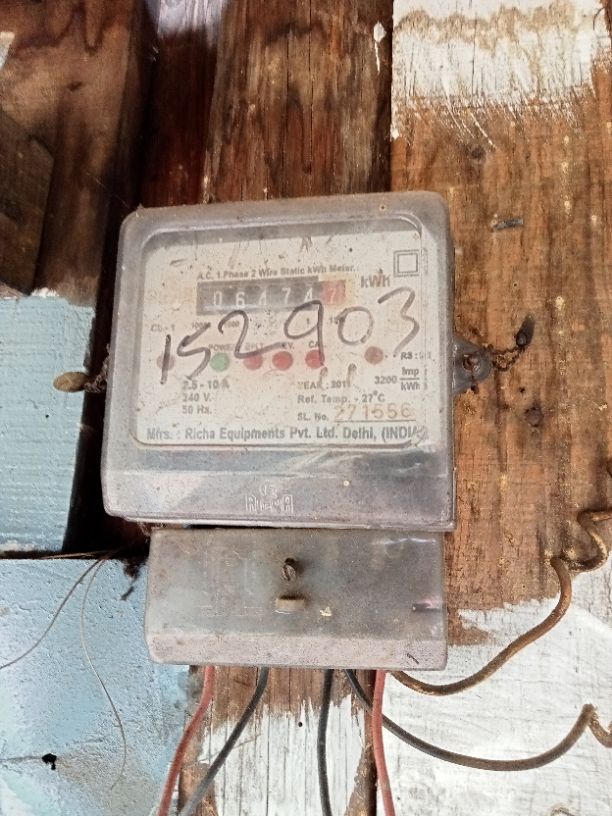 A.C. 1 Phase 2 Wire Static kWh Meter.
kWh
152903
2.5 - 10 A
YEAR : 2011
3200 Imp / kWh
240 V
Ref. Temp. - 27°C
50 Hz.
SL. No. 271556
Mfrs. : Richa Equipments Pvt. Ltd. Delhi, (INDIA)